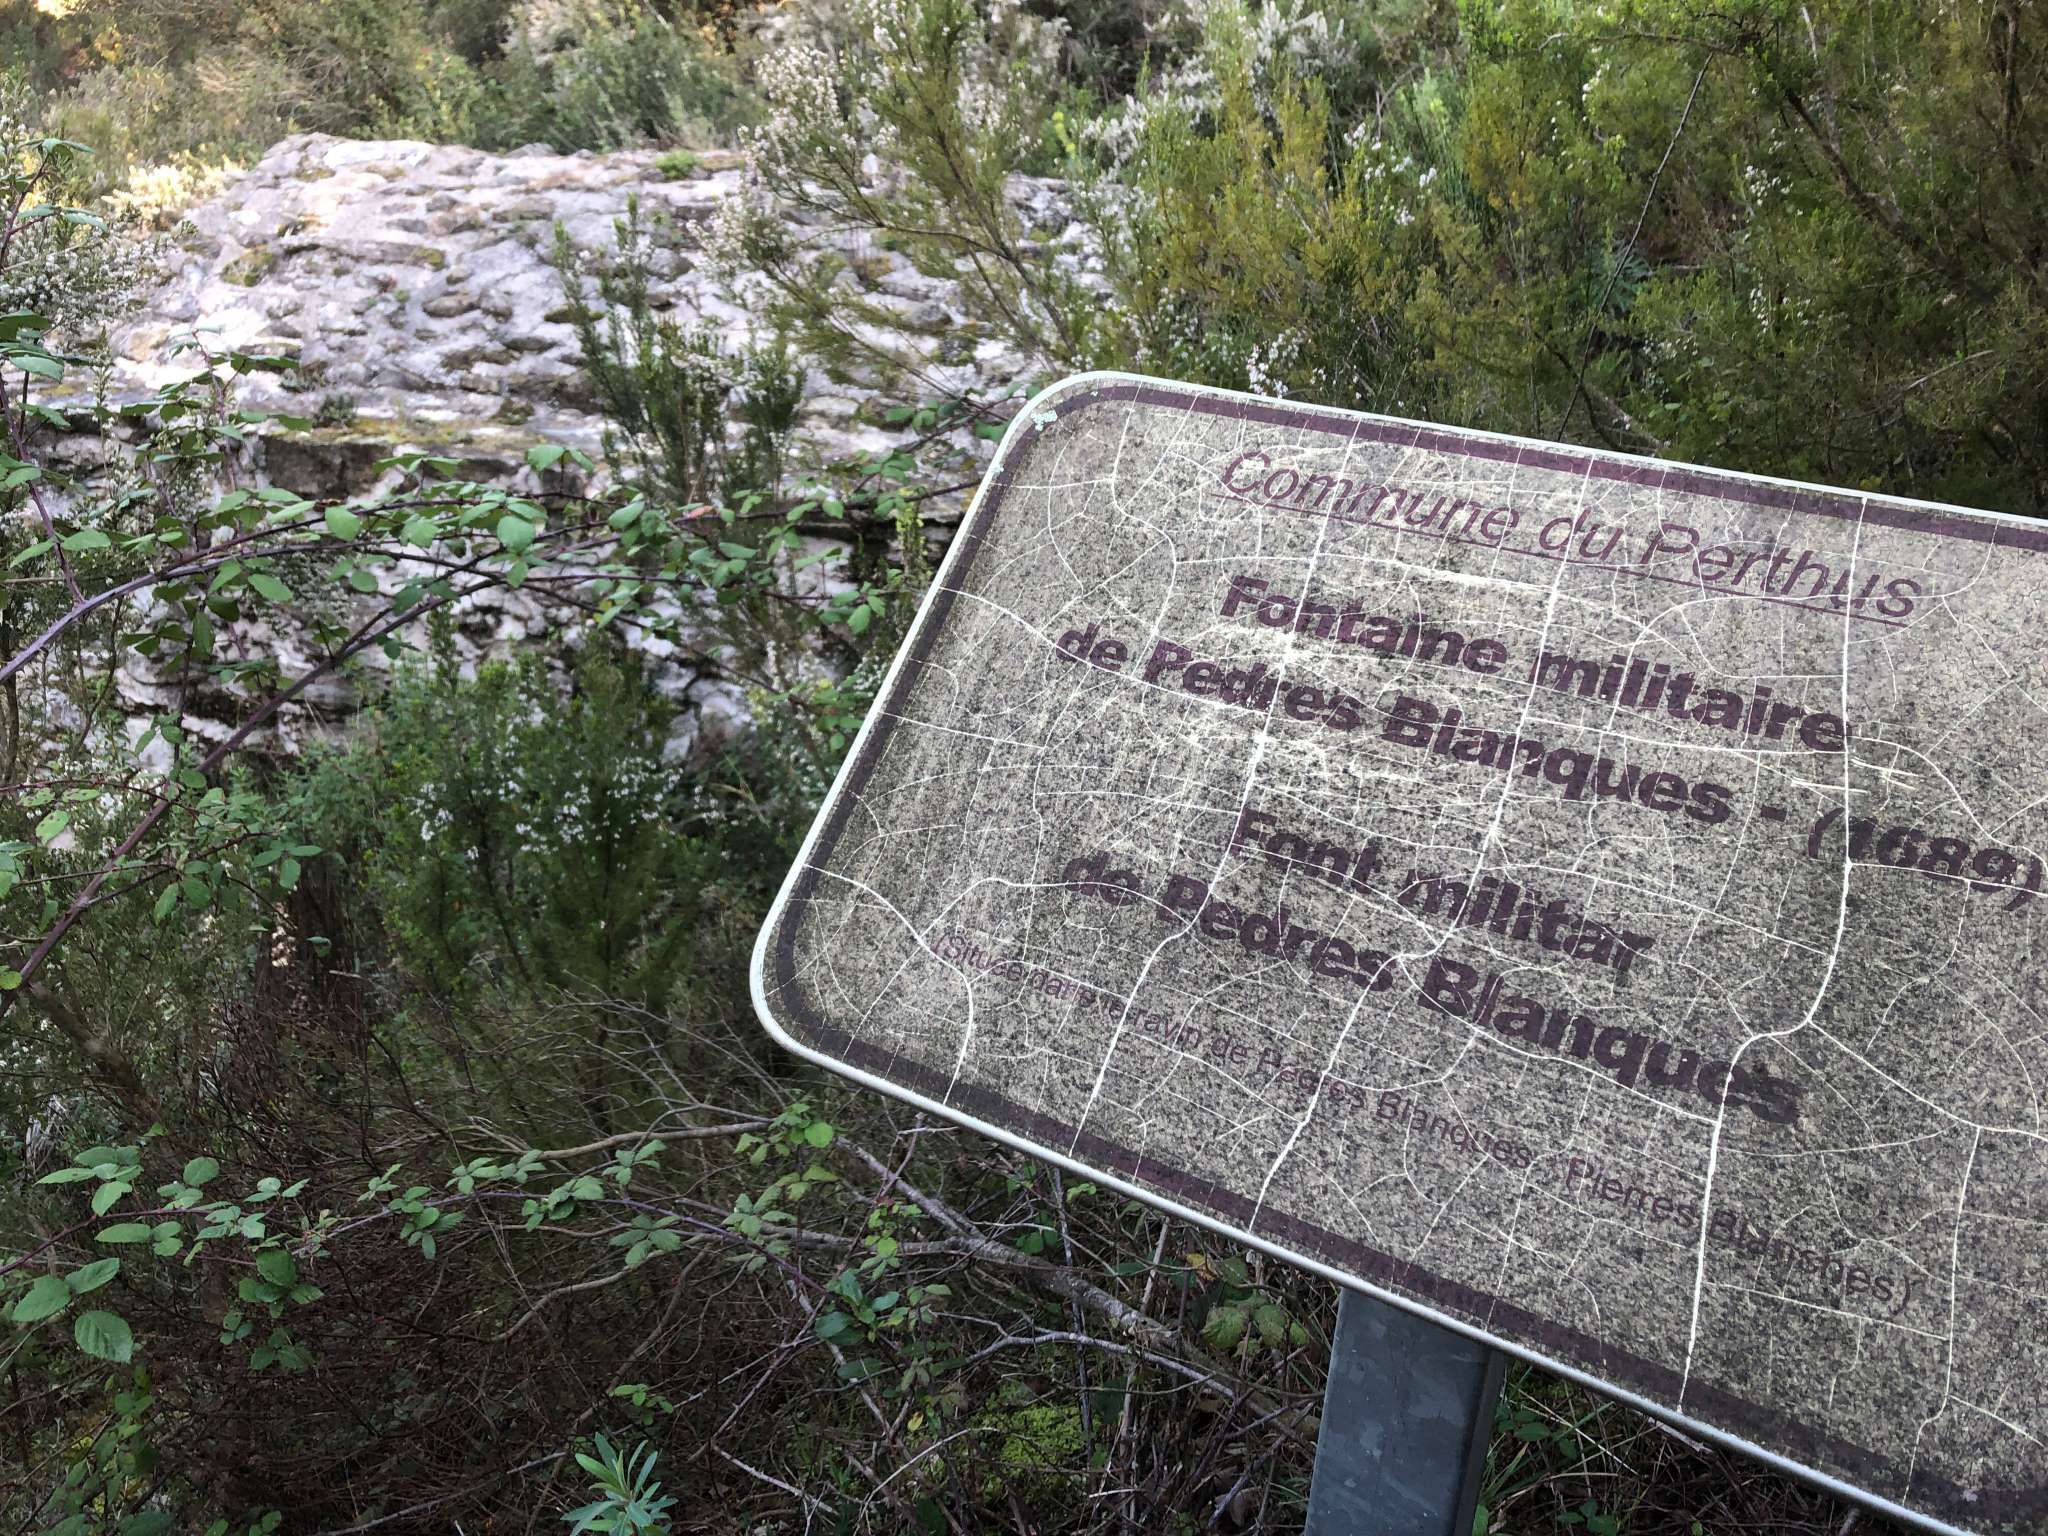 Commune du Perthus
Fontaine militaire
de Pedres Blanques - (1689)
Font militar
de Pedres Blanques
(Située dans le ravin de Pedres Blanques - Pierres Blanches)